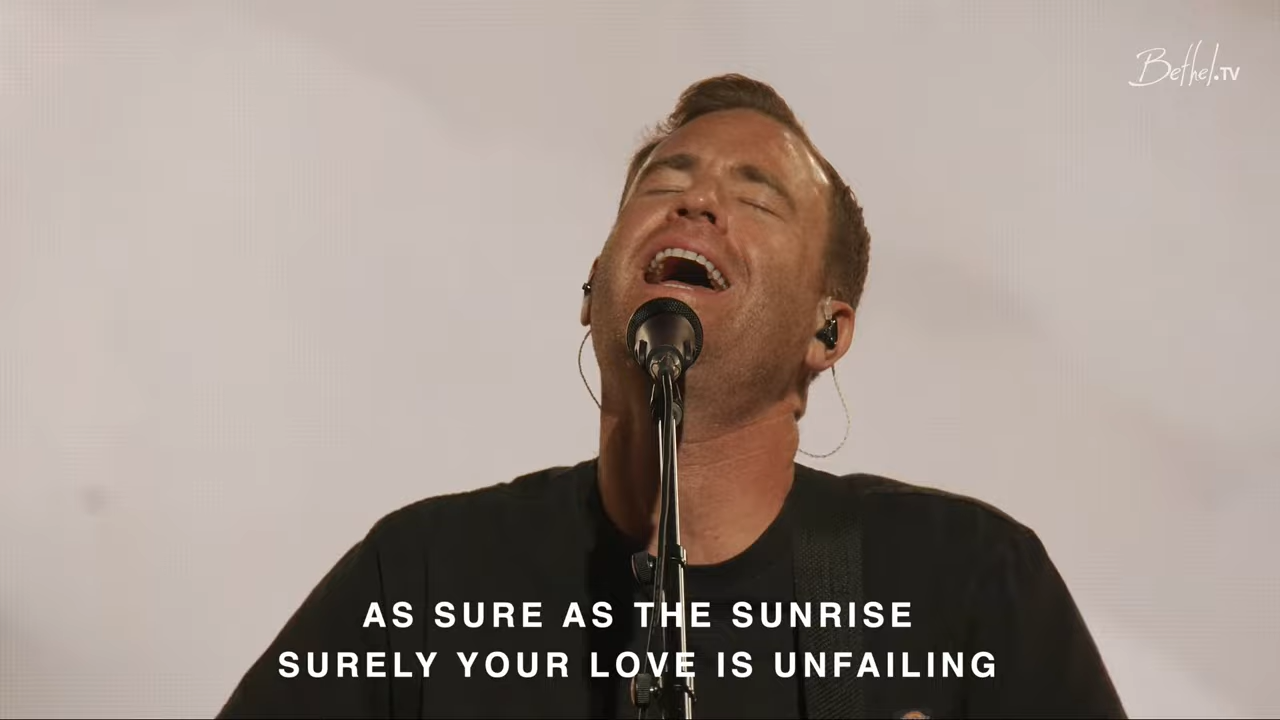 Bethel.TV
AS SURE AS THE SUNRISE
SURELY YOUR LOVE IS UNFAILING